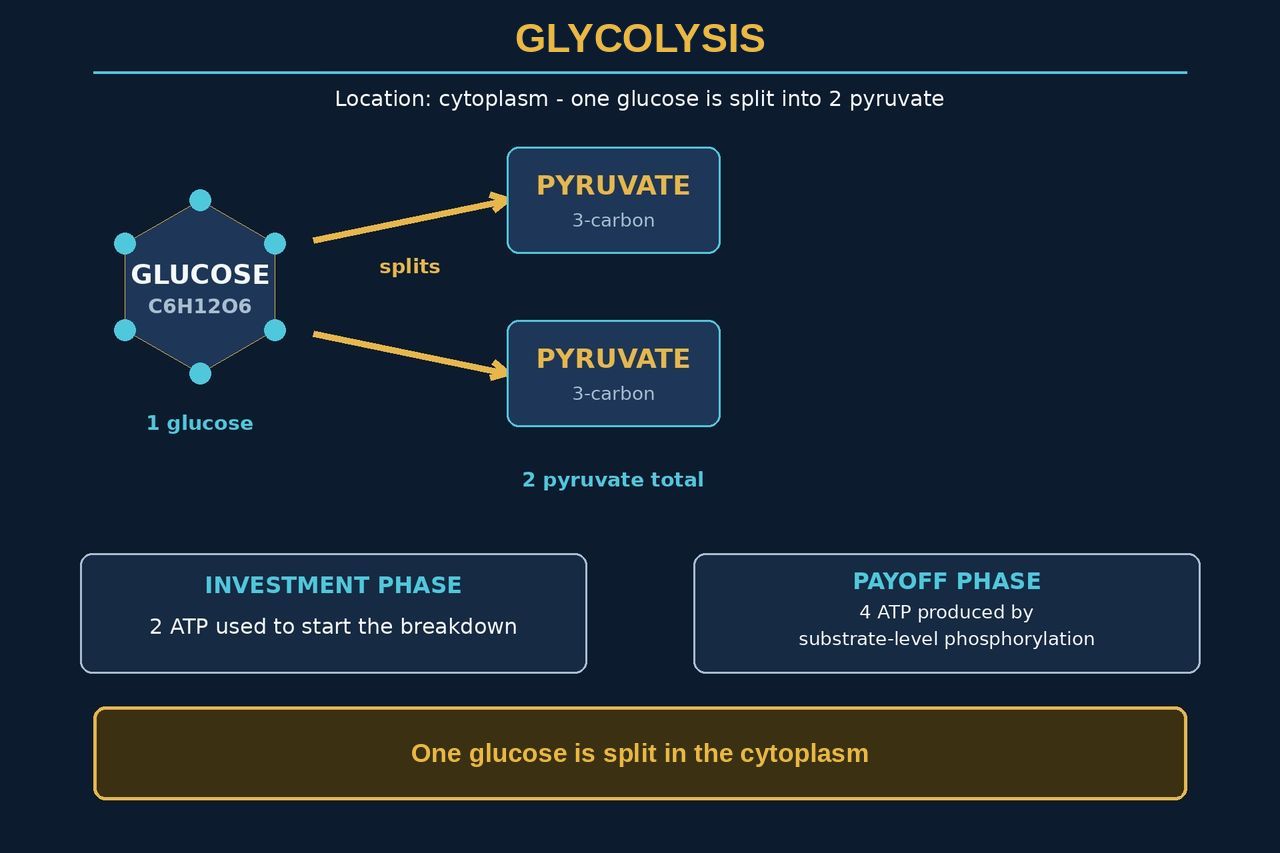 GLYCOLYSIS
Location: cytoplasm - one glucose is split into 2 pyruvate
PYRUVATE
3-carbon
GLUCOSE
C6H12O6
splits
PYRUVATE
3-carbon
1 glucose
2 pyruvate total
INVESTMENT PHASE
2 ATP used to start the breakdown
PAYOFF PHASE
4 ATP produced by
substrate-level phosphorylation
One glucose is split in the cytoplasm